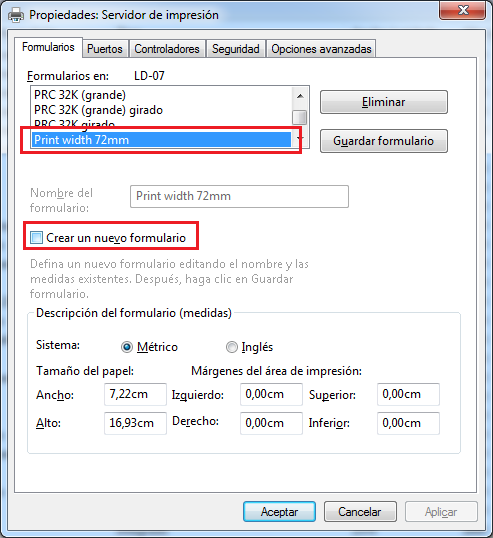 Propiedades: Servidor de impresión
Formularios Puertos Controladores Seguridad Opciones avanzadas
Formularios en: LD-07
PRC 32K (grande)
PRC 32K (grande) girado
PRC 32K girado
Print width 72mm
Eliminar
Guardar formulario
Nombre del formulario: Print width 72mm
Crear un nuevo formulario
Defina un nuevo formulario editando el nombre y las
medidas existentes. Después, haga clic en Guardar
formulario.
Descripción del formulario (medidas)
Sistema: Métrico Inglés
Tamaño del papel: Márgenes del área de impresión:
Ancho: 7,22cm Izquierdo: 0,00cm Superior: 0,00cm
Alto: 16,93cm Derecho: 0,00cm Inferior: 0,00cm
Aceptar Cancelar Aplicar